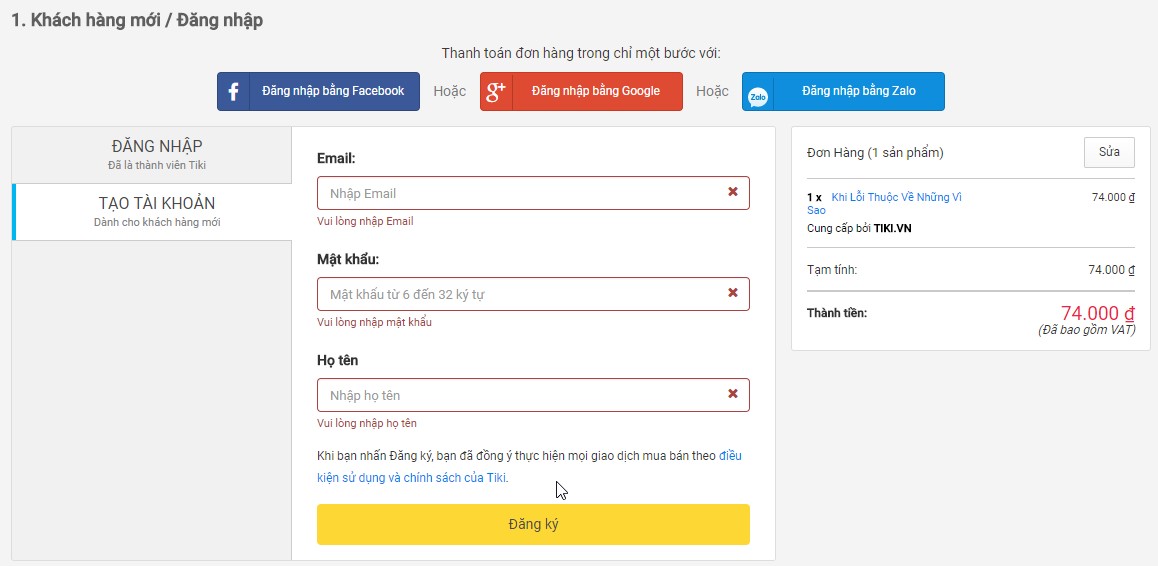 1. Khách hàng mới / Đăng nhập
Thanh toán đơn hàng trong chỉ một bước với:
Đăng nhập bằng Facebook
Hoặc
g+
Đăng nhập bằng Google
Hoặc
Zalo
Đăng nhập bằng Zalo
ĐĂNG NHẬP
Đã là thành viên Tiki
TẠO TÀI KHOẢN
Dành cho khách hàng mới
Email:
Nhập Email
Vui lòng nhập Email
Mật khẩu:
Mật khẩu từ 6 đến 32 ký tự
Vui lòng nhập mật khẩu
Họ tên
Nhập họ tên
Vui lòng nhập họ tên
Khi bạn nhấn Đăng ký, bạn đã đồng ý thực hiện mọi giao dịch mua bán theo điều
kiện sử dụng và chính sách của Tiki.
Đăng ký
Đơn Hàng (1 sản phẩm)
Sửa
1 x Khi Lỗi Thuộc Về Những Vì 74.000 ₫
Sao
Cung cấp bởi TIKI.VN
Tạm tính: 74.000 ₫
Thành tiền: 74.000 ₫
(Đã bao gồm VAT)